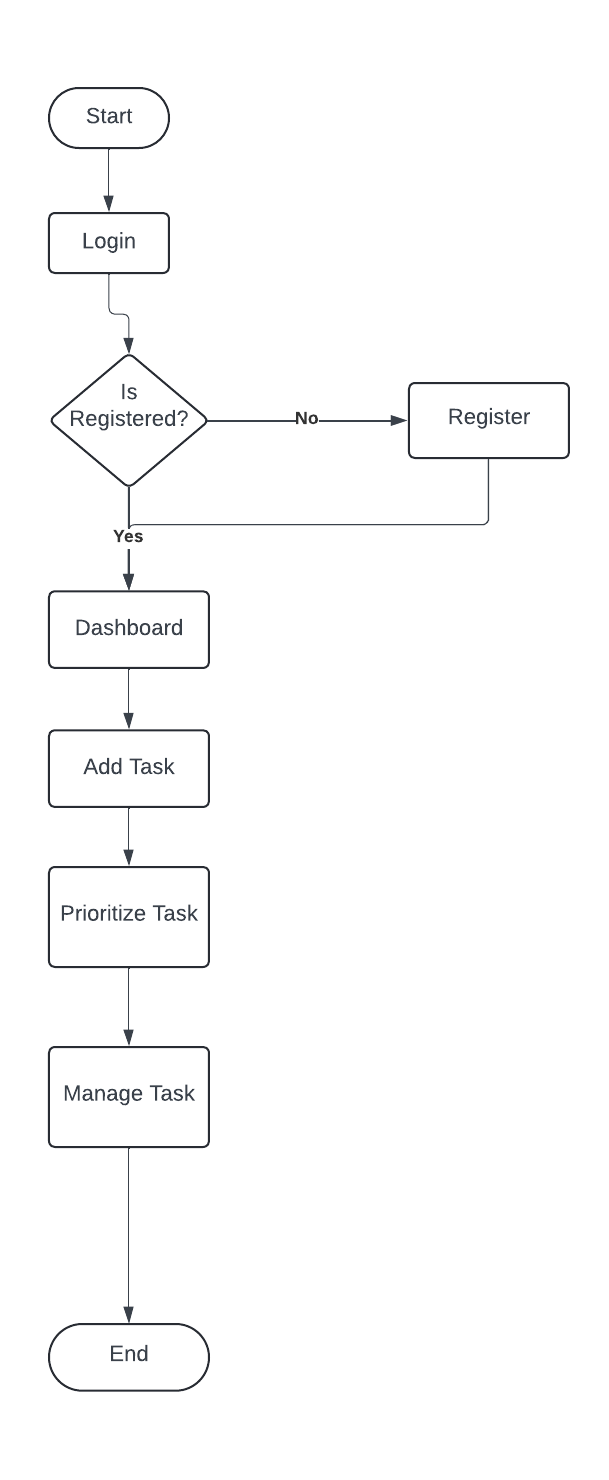 Start
Login
Is
Registered?
No
Register
Yes
Dashboard
Add Task
Prioritize Task
Manage Task
End